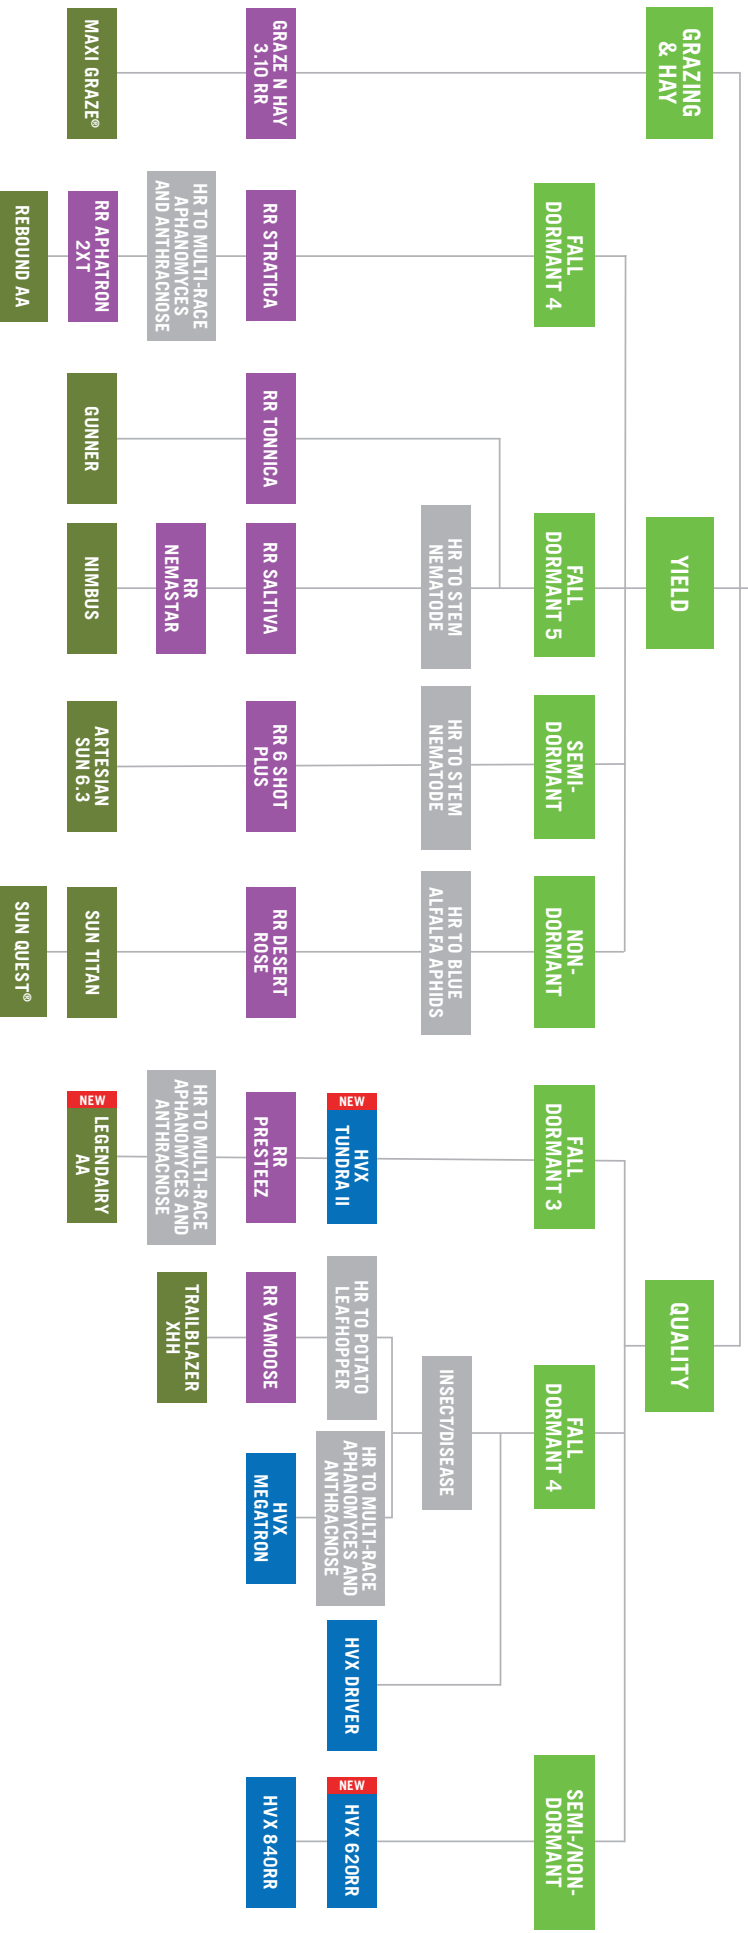 GRAZING
& HAY
GRAZE N HAY
3.10 RR
MAXI GRAZE®
YIELD
FALL
DORMANT 4
RR STRATICA
HR TO MULTI-RACE
APHANOMYCES
AND ANTHRACNOSE
RR APHATRON
2XT
REBOUND AA
FALL
DORMANT 5
RR TONNICA
GUNNER
HR TO STEM
NEMATODE
RR SALTIVA
RR
NEMASTAR
NIMBUS
SEMI-
DORMANT
HR TO STEM
NEMATODE
RR 6 SHOT
PLUS
ARTESIAN
SUN 6.3
NON-
DORMANT
HR TO BLUE
ALFALFA APHIDS
RR DESERT
ROSE
SUN TITAN
SUN QUEST®
QUALITY
FALL
DORMANT 3
NEW
HVX
TUNDRA II
RR
PRESTEEZ
HR TO MULTI-RACE
APHANOMYCES AND
ANTHRACNOSE
NEW
LEGENDAIRY
AA
FALL
DORMANT 4
INSECT/DISEASE
HR TO POTATO
LEAFHOPPER
RR VAMOOSE
TRAILBLAZER
XHH
HR TO MULTI-RACE
APHANOMYCES AND
ANTHRACNOSE
HVX
MEGATRON
HVX DRIVER
SEMI-/NON-
DORMANT
NEW
HVX 620RR
HVX 840RR